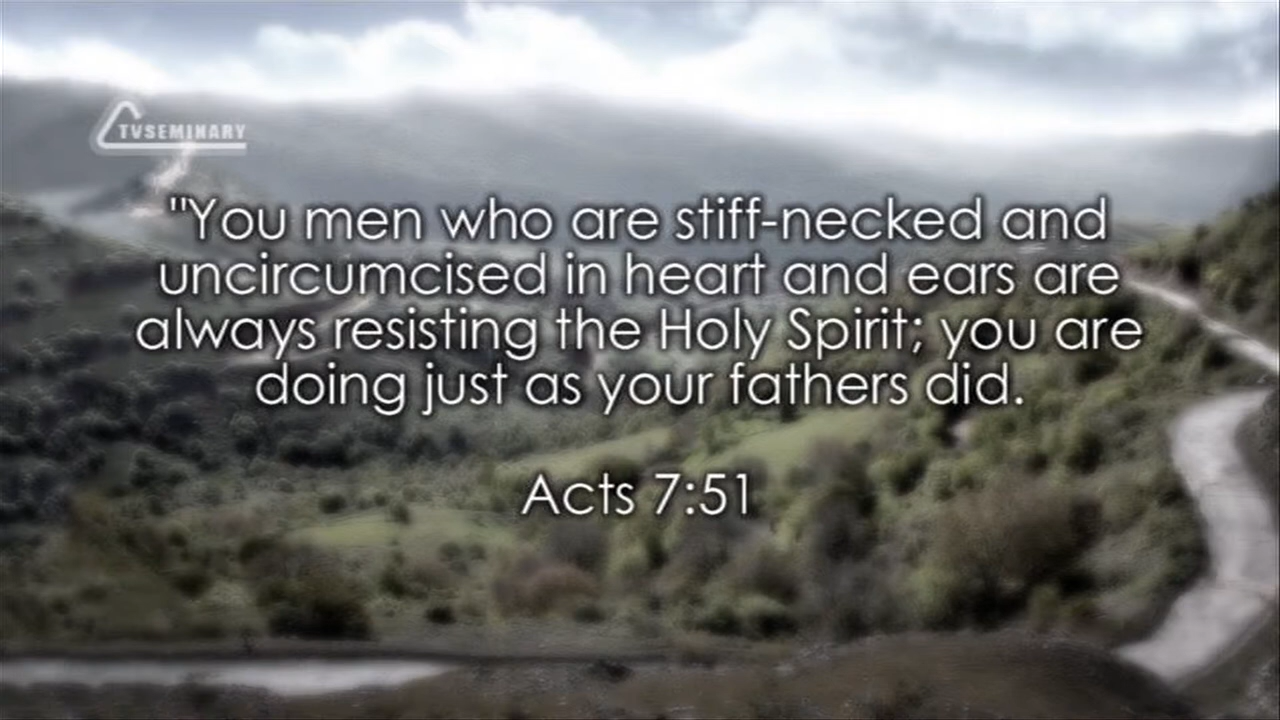 TVSEMINARY
"You men who are stiff-necked and
uncircumcised in heart and ears are
always resisting the Holy Spirit; you are
doing just as your fathers did.
Acts 7:51